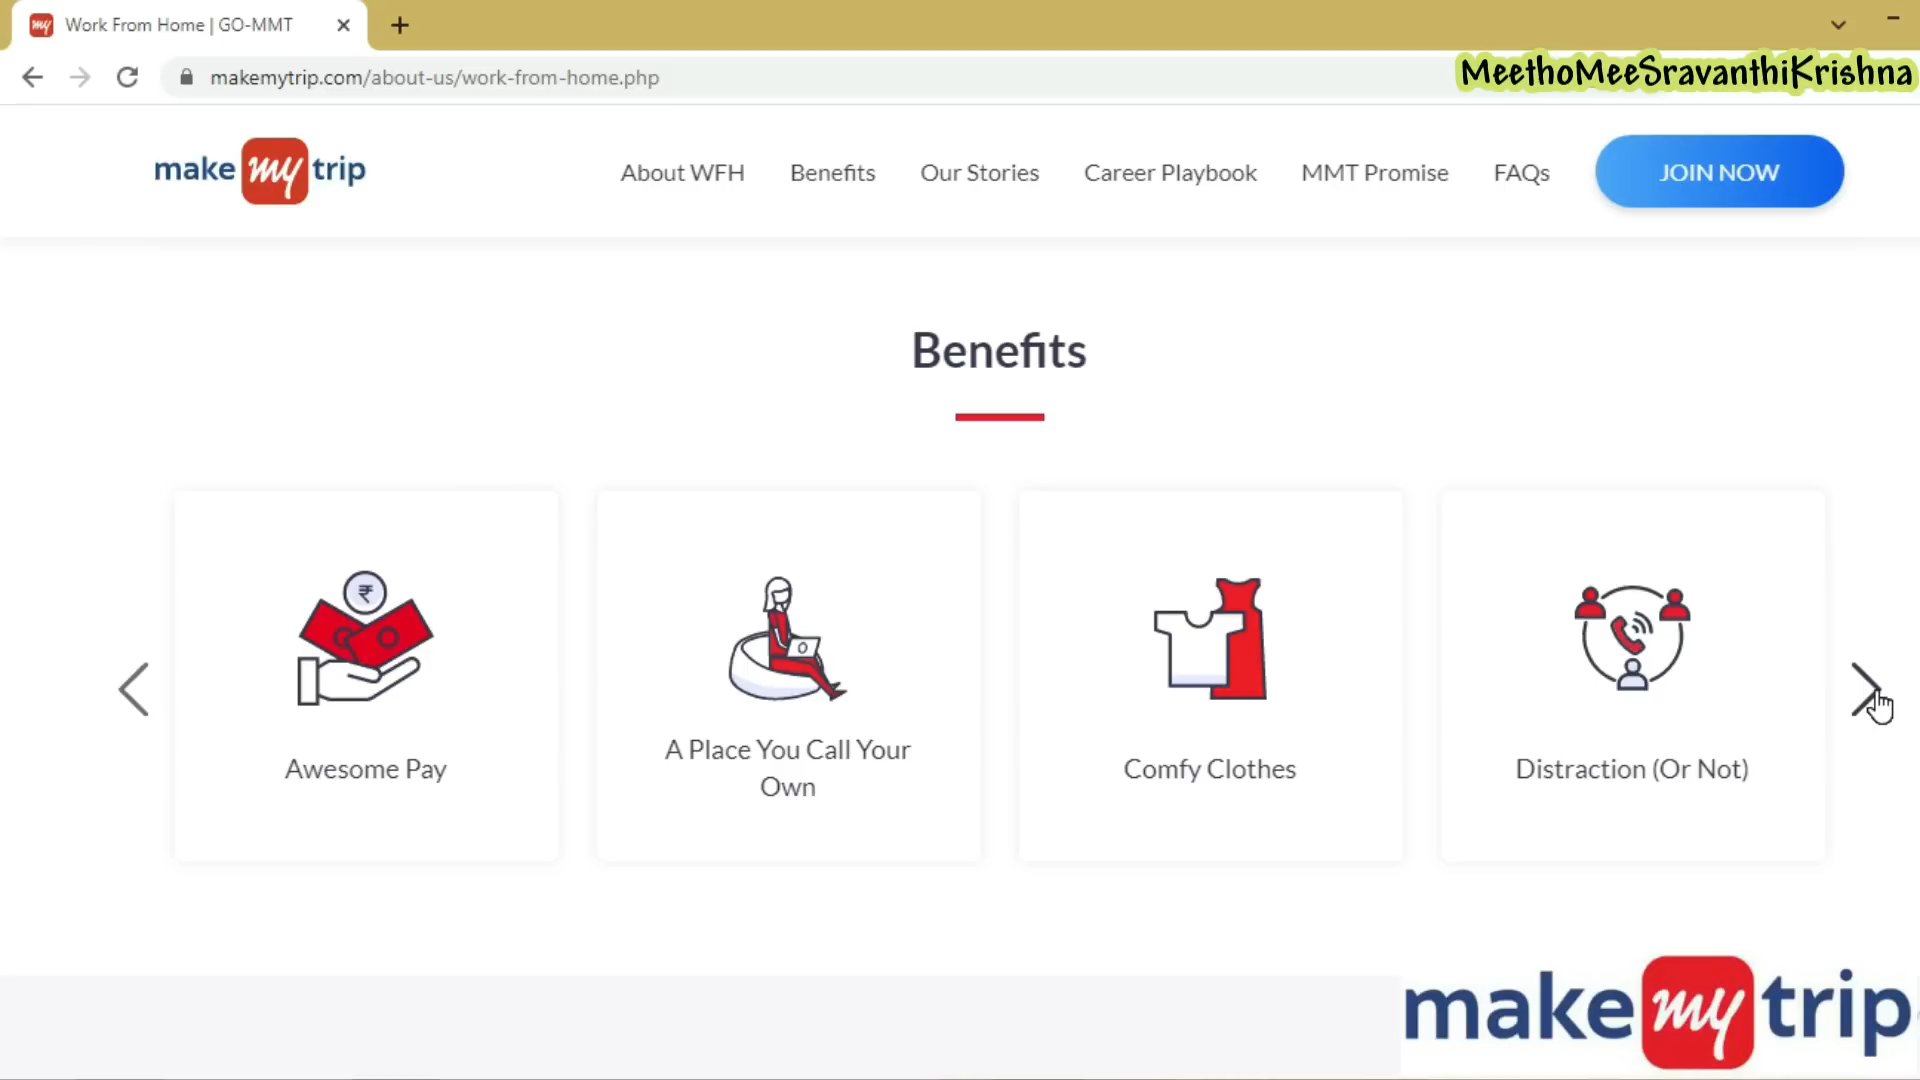 Work From Home | GO-MMT
makemytrip.com/about-us/work-from-home.php
MeethoMeeSravanthiKrishna
make my trip
About WFH
Benefits
Our Stories
Career Playbook
MMT Promise
FAQs
JOIN NOW
Benefits
Awesome Pay
A Place You Call Your
Own
Comfy Clothes
Distraction (Or Not)
make my trip